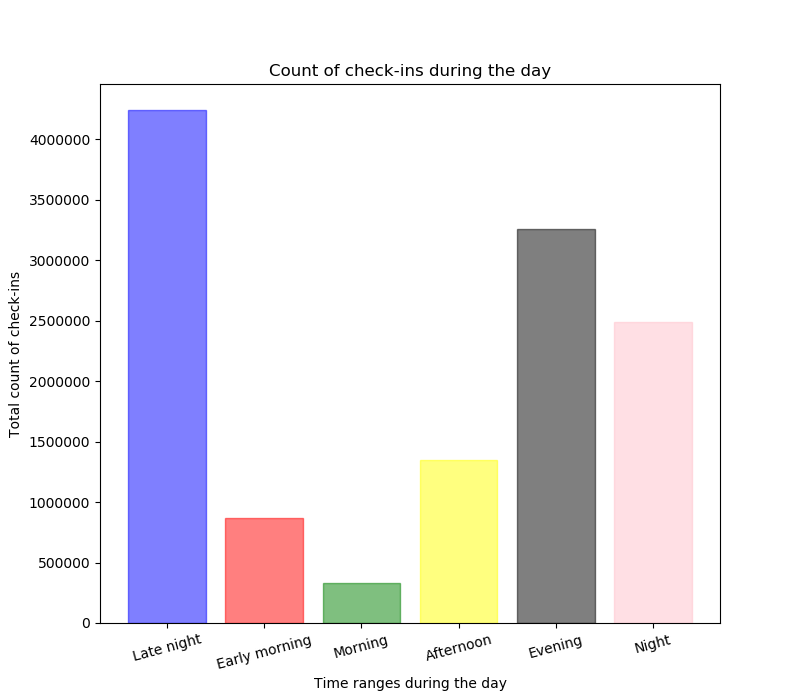 Count of check-ins during the day
4000000
3500000
3000000
2500000
2000000
1500000
1000000
500000
0
Total count of check-ins
Late night
Early morning
Morning
Afternoon
Evening
Night
Time ranges during the day